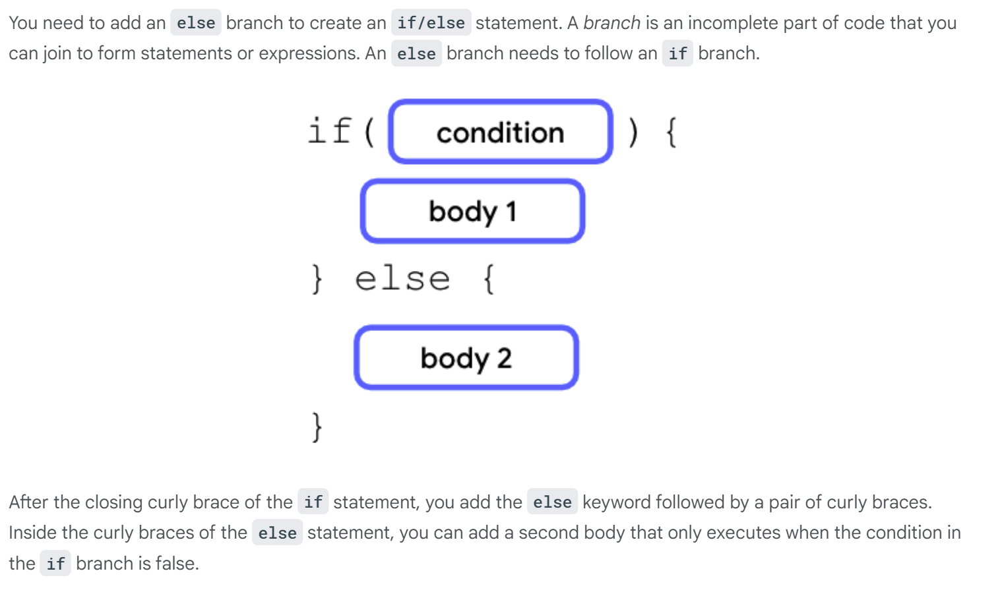 You need to add an else branch to create an if/else statement. A branch is an incomplete part of code that you
can join to form statements or expressions. An else branch needs to follow an if branch.
if( condition ) {
body 1
} else {
body 2
}
After the closing curly brace of the if statement, you add the else keyword followed by a pair of curly braces.
Inside the curly braces of the else statement, you can add a second body that only executes when the condition in
the if branch is false.